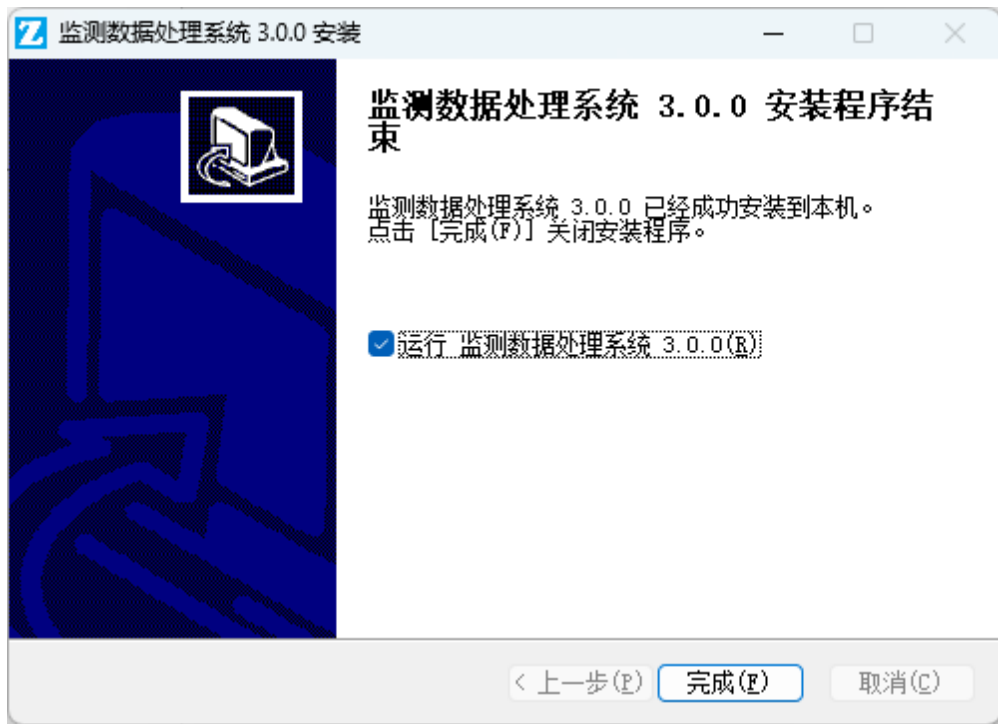 监测数据处理系统 3.0.0 安装
监测数据处理系统 3.0.0 安装程序结
束
监测数据处理系统 3.0.0 已经成功安装到本机。
点击 [完成(F)] 关闭安装程序。
运行 监测数据处理系统 3.0.0(R)
< 上一步(P) 完成(F) 取消(C)